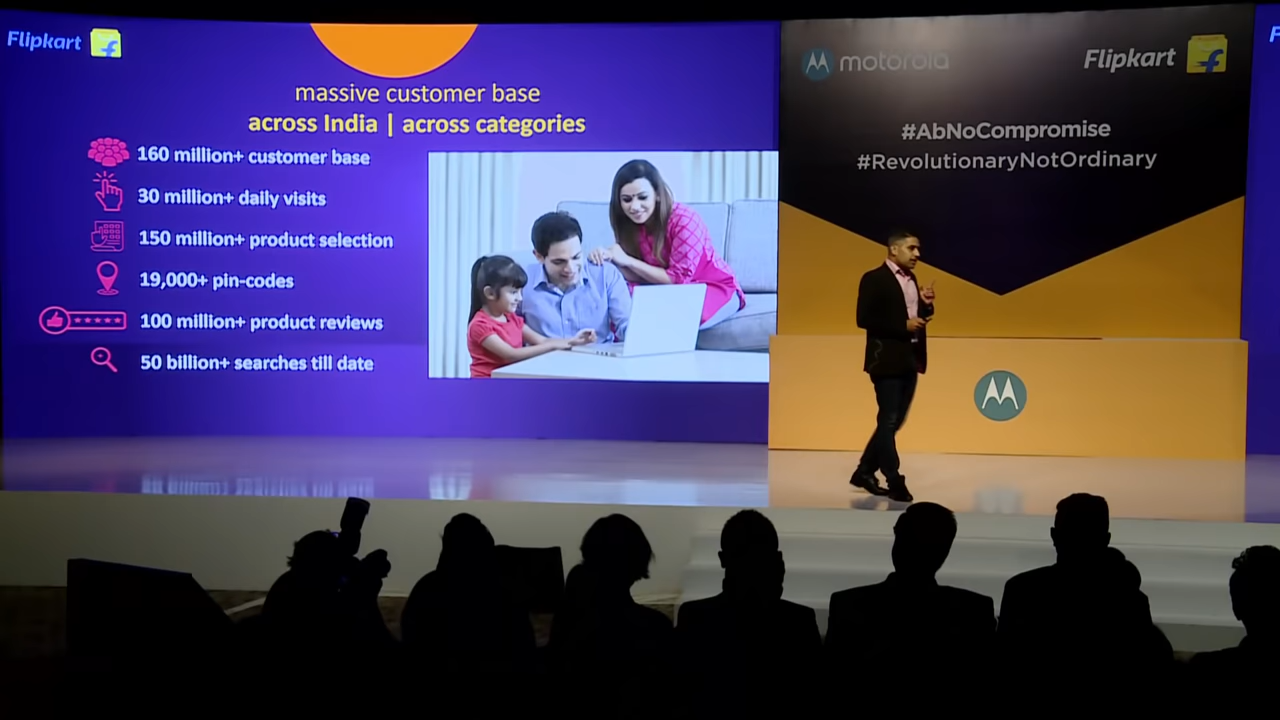 Flipkart
massive customer base
across India | across categories
160 million+ customer base
30 million+ daily visits
150 million+ product selection
19,000+ pin-codes
100 million+ product reviews
50 billion+ searches till date
motorola
Flipkart
#AbNoCompromise
#RevolutionaryNotOrdinary
F